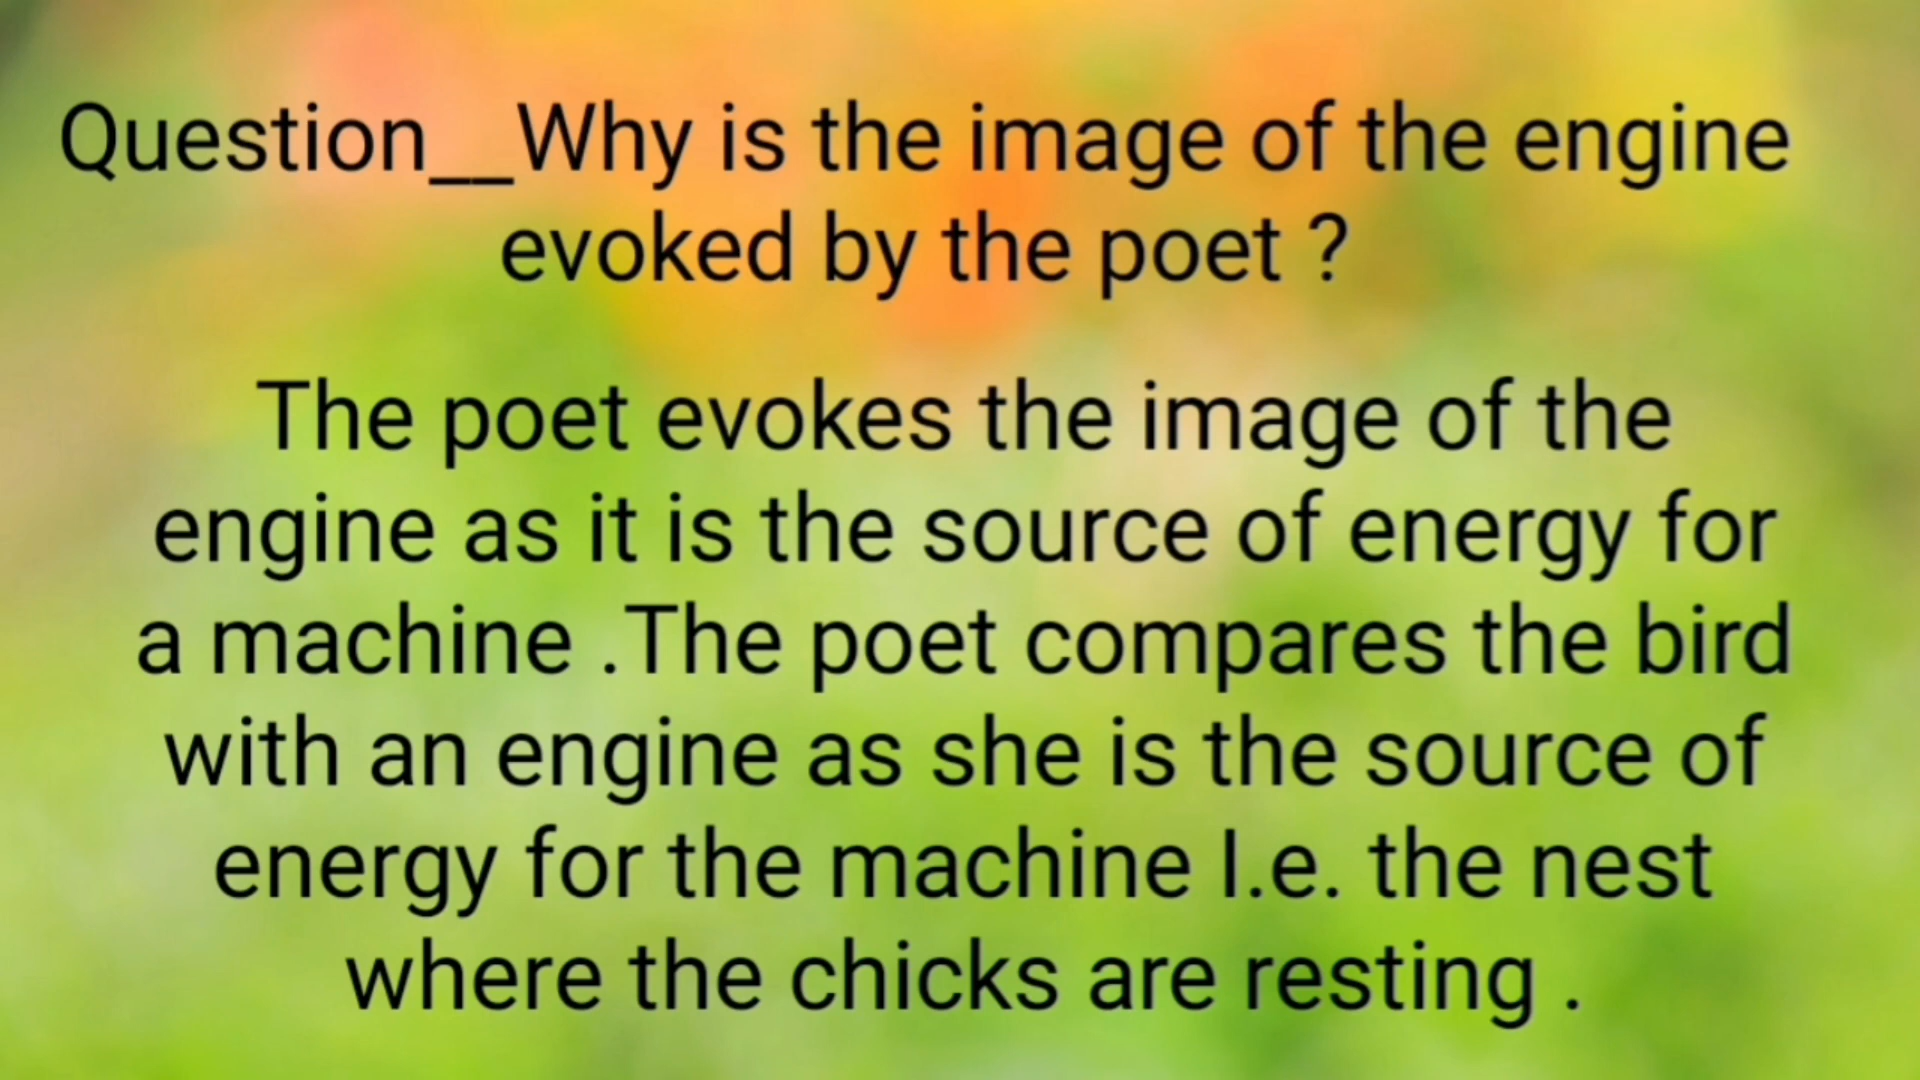 Question__Why is the image of the engine
evoked by the poet ?
The poet evokes the image of the
engine as it is the source of energy for
a machine .The poet compares the bird
with an engine as she is the source of
energy for the machine I.e. the nest
where the chicks are resting .